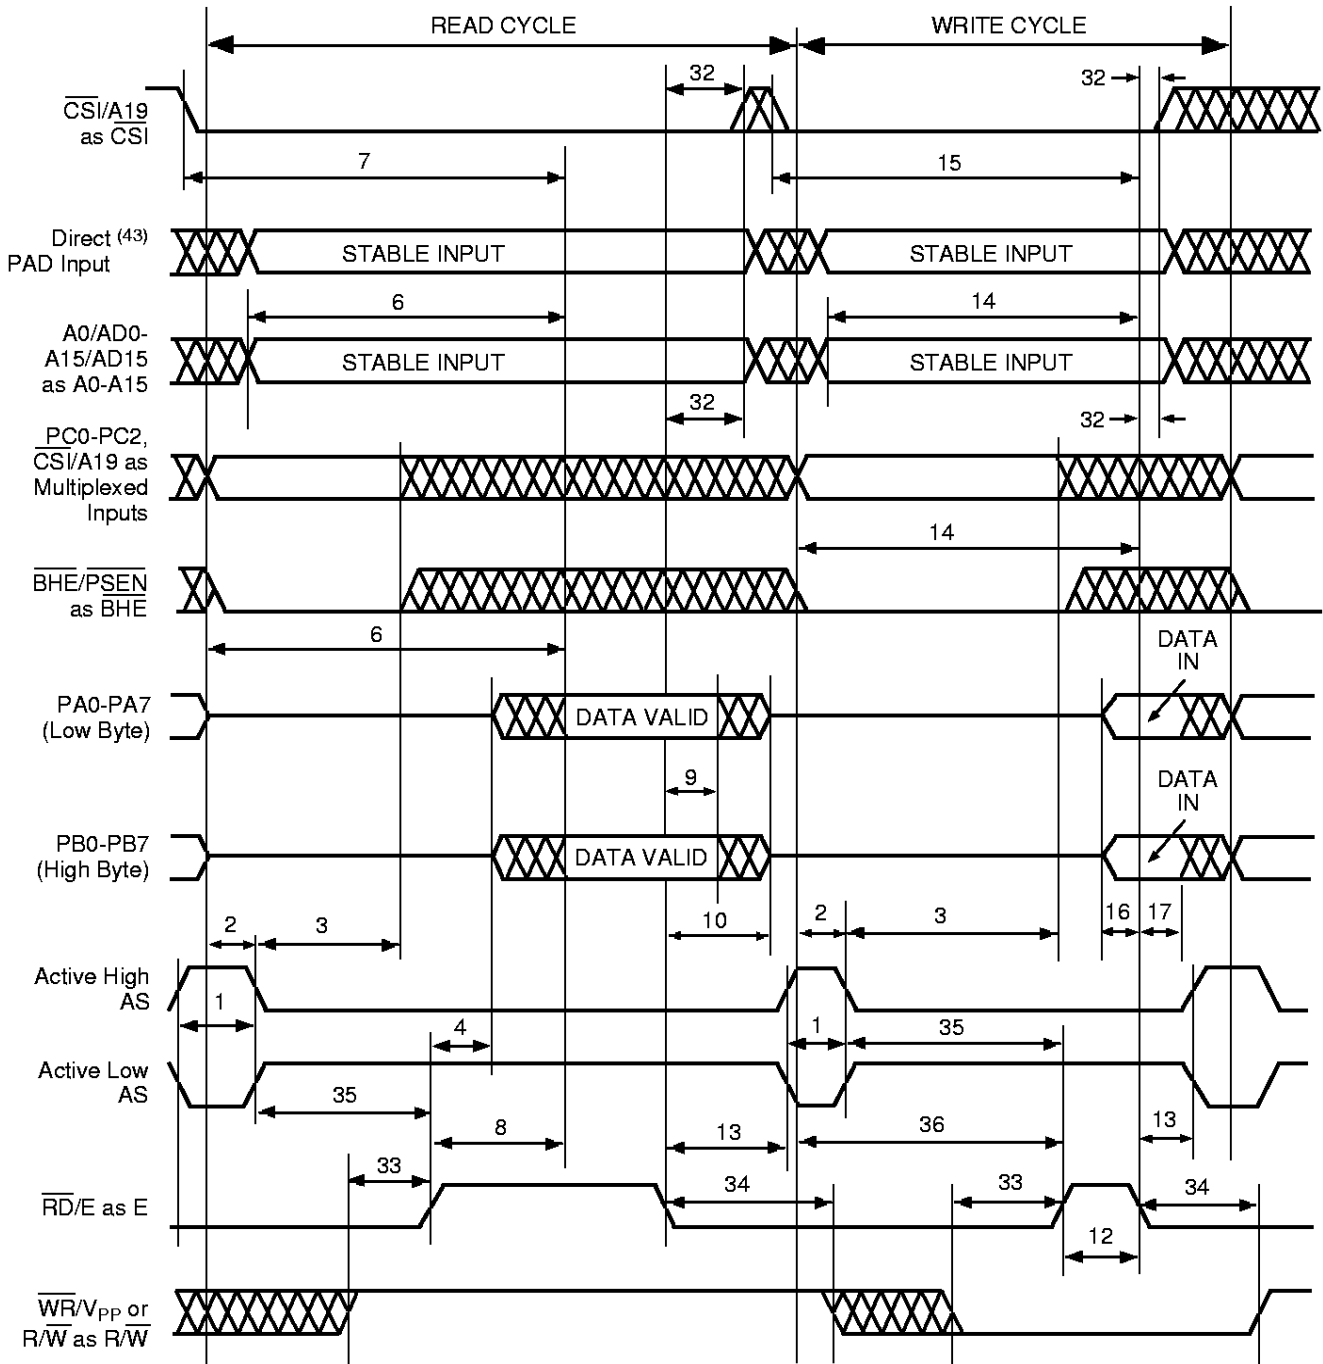 READ CYCLE
WRITE CYCLE
32
32
CSI/A19
as CSI
7
15
Direct (43)
PAD Input
STABLE INPUT
STABLE INPUT
6
14
A0/AD0-
A15/AD15
as A0-A15
STABLE INPUT
STABLE INPUT
32
32
PC0-PC2,
CSI/A19 as
Multiplexed
Inputs
14
BHE/PSEN
as BHE
6
DATA
IN
PA0-PA7
(Low Byte)
DATA VALID
9
DATA
IN
PB0-PB7
(High Byte)
DATA VALID
2
3
10
2
3
16
17
Active High
AS
1
4
1
35
Active Low
AS
35
8
13
36
13
33
34
33
34
RD/E as E
12
WR/VPP or
R/W as R/W